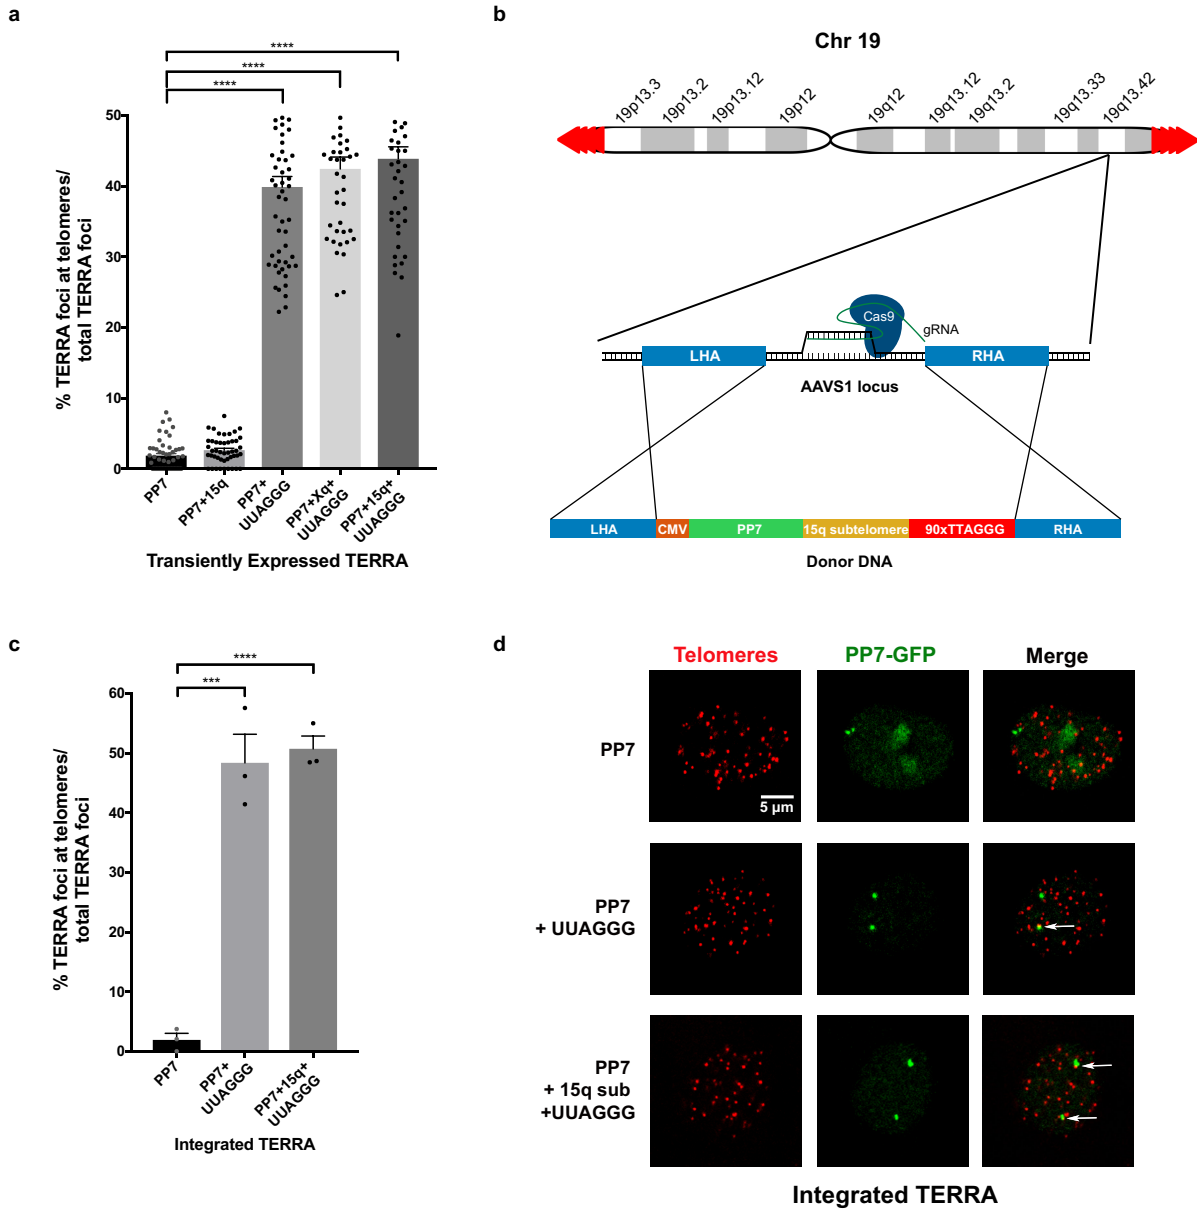 a
****
****
****
% TERRA foci at telomeres/
total TERRA foci
50
40
30
20
10
0
PP7
PP7+15q
PP7+
UUAGGG
PP7+Xq+
UUAGGG
PP7+15q+
UUAGGG
Transiently Expressed TERRA
b
Chr 19
19p13.3
19p13.2
19p13.12
19p12
19q12
19q13.12
19q13.2
19q13.33
19q13.42
Cas9
gRNA
LHA
RHA
AAVS1 locus
LHA
CMV
PP7
15q subtelomere
90xTTAGGG
RHA
Donor DNA
c
****
***
% TERRA foci at telomeres/
total TERRA foci
60
50
40
30
20
10
0
PP7
PP7+
UUAGGG
PP7+15q+
UUAGGG
Integrated TERRA
d
Telomeres
PP7-GFP
Merge
PP7
5 µm
PP7
+ UUAGGG
PP7
+ 15q sub
+UUAGGG
Integrated TERRA